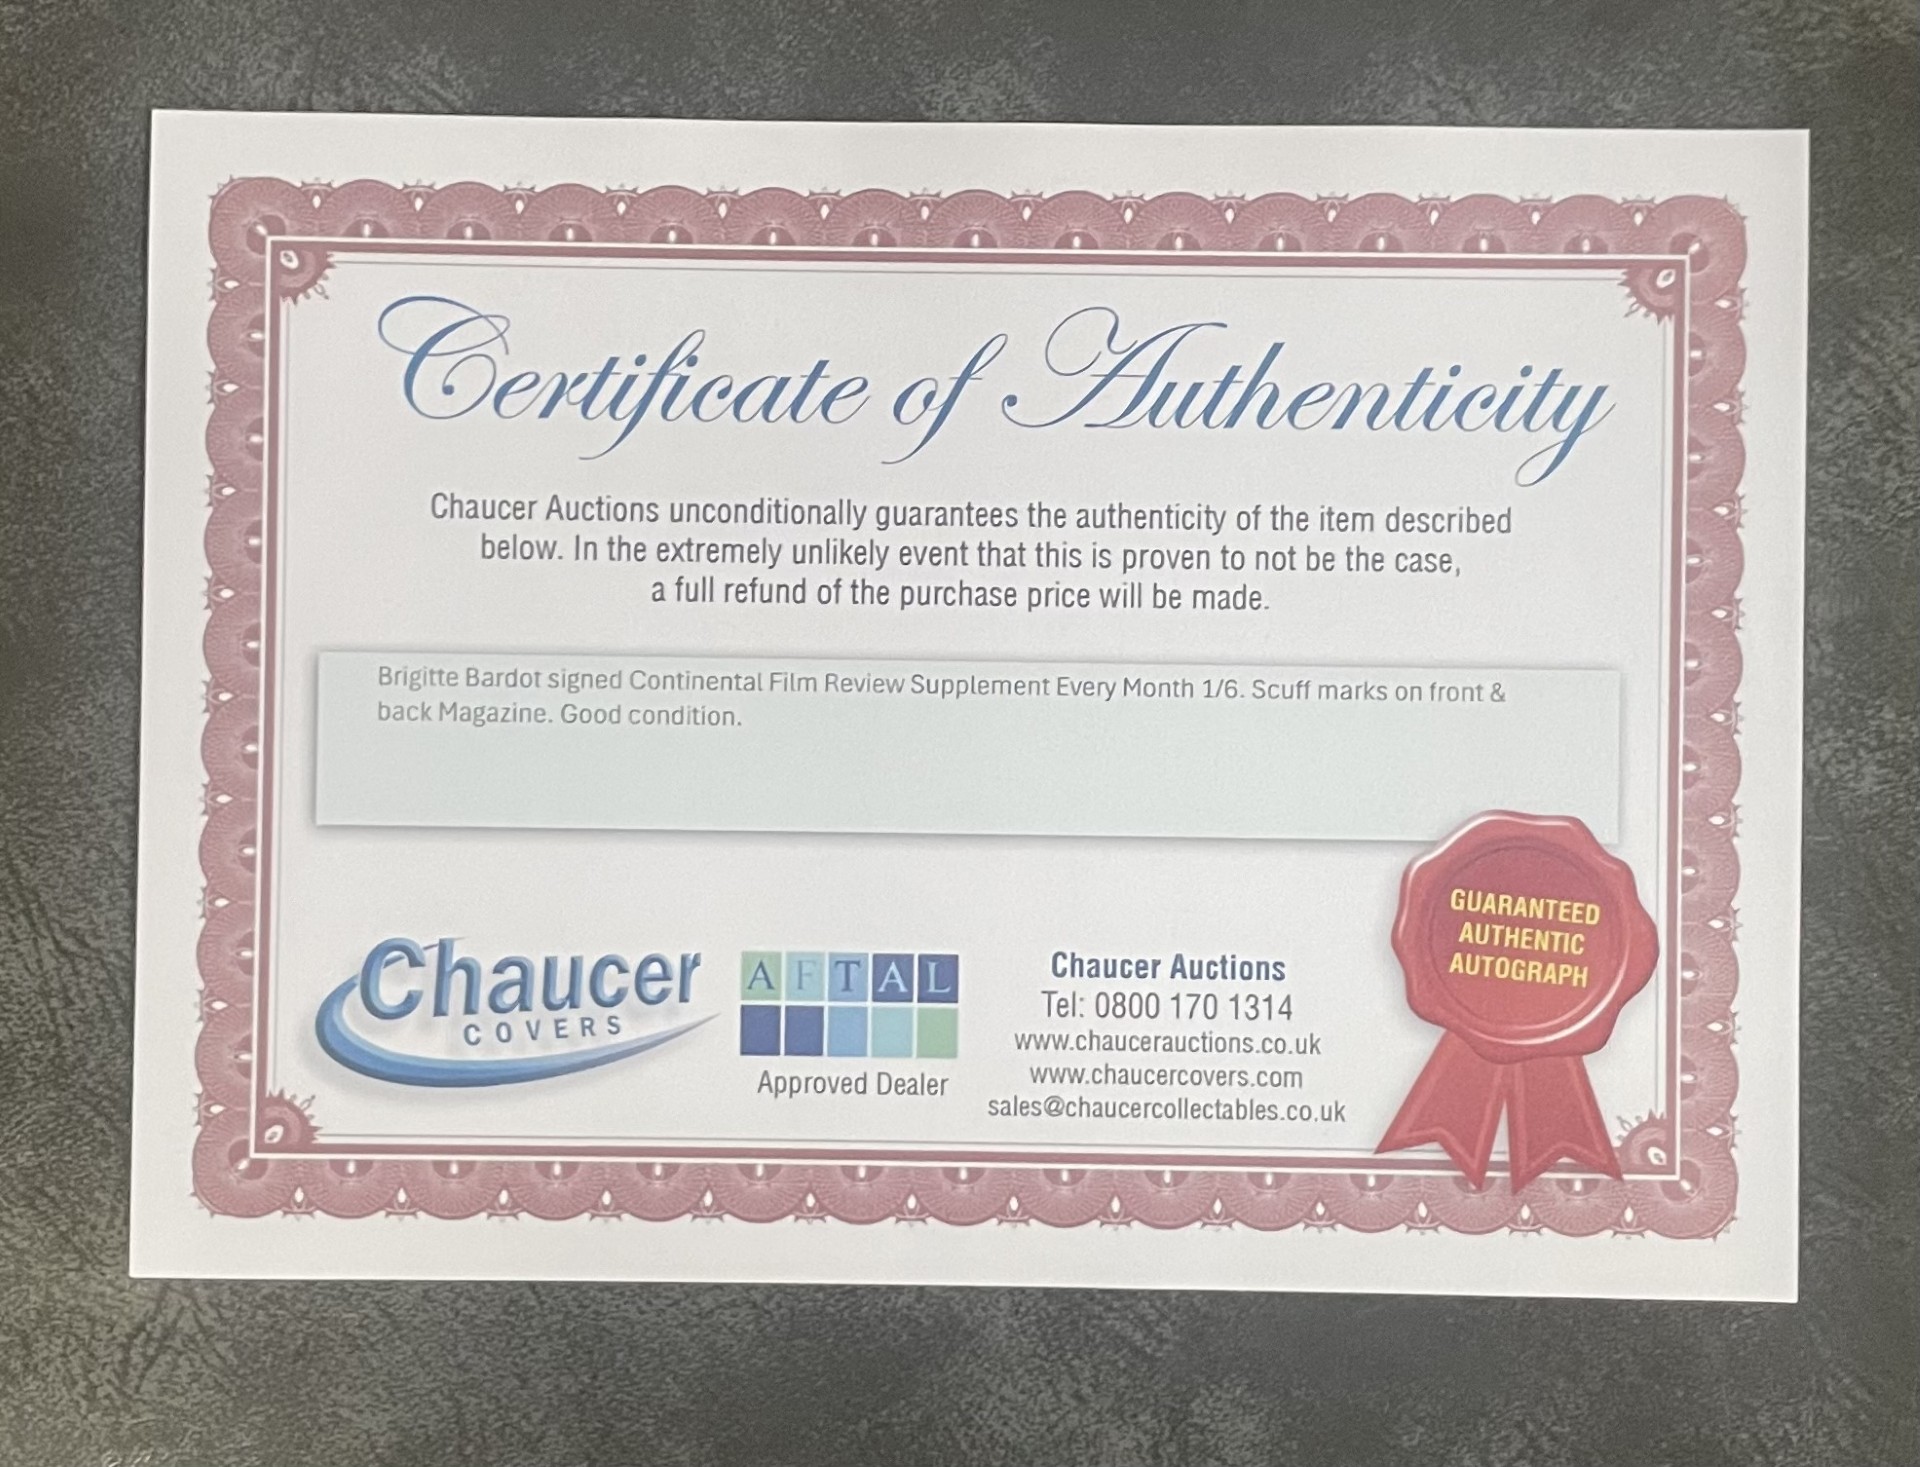 Certificate of Authenticity
Chaucer Auctions unconditionally guarantees the authenticity of the item described
below. In the extremely unlikely event that this is proven to not be the case,
a full refund of the purchase price will be made.
Brigitte Bardot signed Continental Film Review Supplement Every Month 1/6. Scuff marks on front &
back Magazine. Good condition.
Chaucer
COVERS
AFTAL
Approved Dealer
Chaucer Auctions
Tel: 0800 170 1314
www.chaucerauctions.co.uk
www.chaucercovers.com
sales@chaucercollectables.co.uk
GUARANTEED
AUTHENTIC
AUTOGRAPH